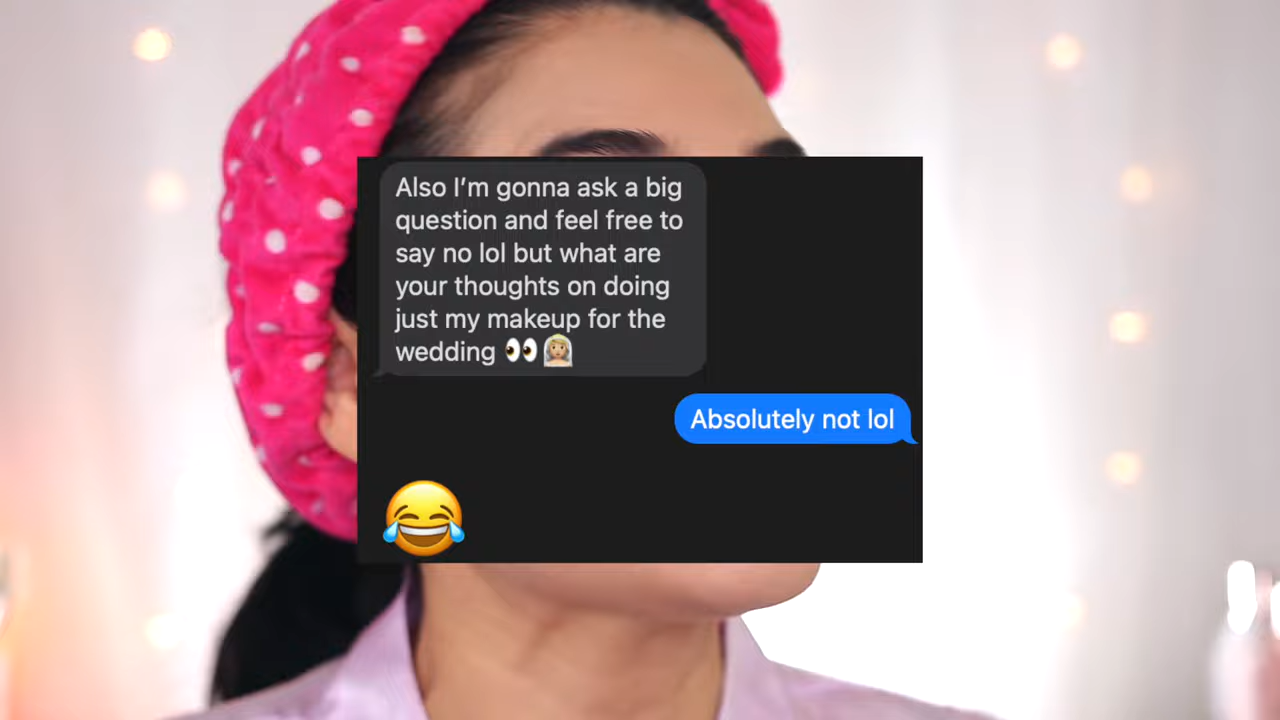 Also I’m gonna ask a big
question and feel free to
say no lol but what are
your thoughts on doing
just my makeup for the
wedding 👀👰🏼
Absolutely not lol
😂